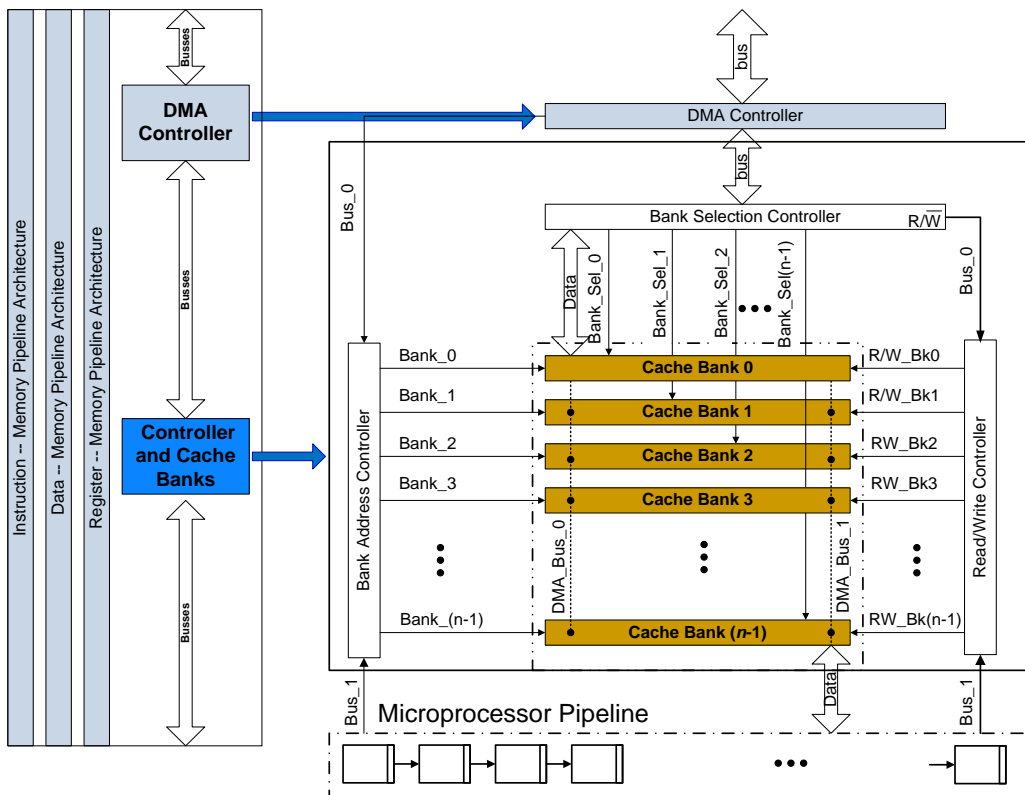 Instruction -- Memory Pipeline Architecture
Data -- Memory Pipeline Architecture
Register -- Memory Pipeline Architecture
Busses
DMA
Controller
Busses
Controller
and Cache
Banks
Busses
bus
DMA Controller
bus
Bus_0
Bank Selection Controller
R/W̅
Bus_0
Data
Bank_Sel_0
Bank_Sel_1
Bank_Sel_2
Bank_Sel(n-1)
Bank Address Controller
Bank_0
Bank_1
Bank_2
Bank_3
Bank_(n-1)
Cache Bank 0
Cache Bank 1
Cache Bank 2
Cache Bank 3
Cache Bank (n-1)
DMA_Bus_0
DMA_Bus_1
R/W_Bk0
R/W_Bk1
RW_Bk2
RW_Bk3
RW_Bk(n-1)
Read/Write Controller
Bus_1
Data
Bus_1
Microprocessor Pipeline